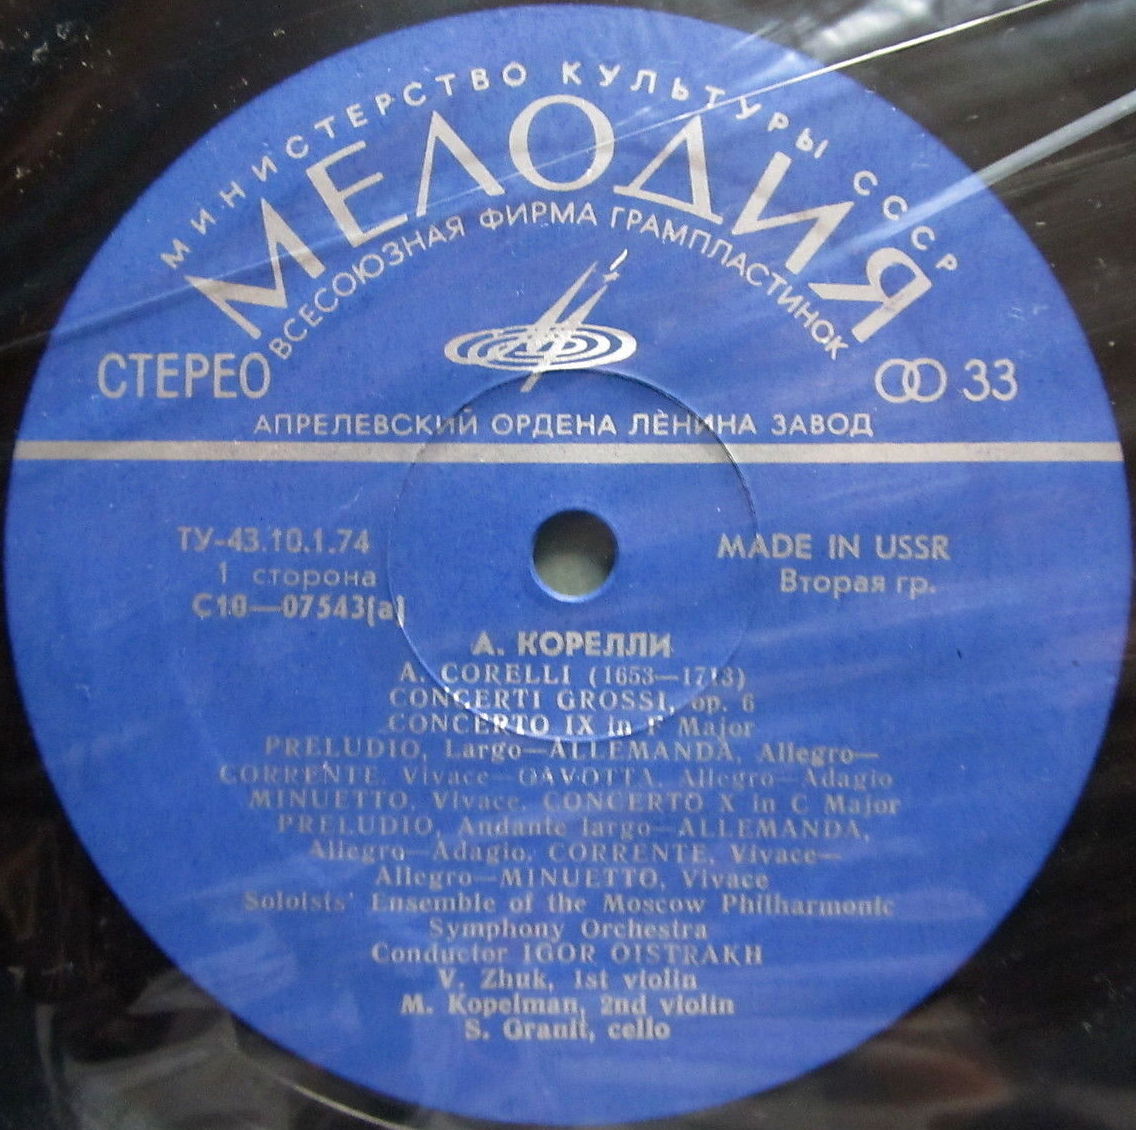 МИНИСТЕРСТВО КУЛЬТУРЫ СССР
МЕЛОДИЯ
ВСЕСОЮЗНАЯ ФИРМА ГРАМПЛАСТИНОК
СТЕРЕО
33
АПРЕЛЕВСКИЙ ОРДЕНА ЛЕНИНА ЗАВОД
ТУ-43.10.1.74
1 сторона
С10—07543(а)
MADE IN USSR
Вторая гр.
А. КОРЕЛЛИ
A. CORELLI (1653—1713)
CONCERTI GROSSI, op. 6
CONCERTO IX in F Major
PRELUDIO, Largo—ALLEMANDA, Allegro—
CORRENTE, Vivace—GAVOTTA, Allegro—Adagio
MINUETTO, Vivace. CONCERTO X in C Major
PRELUDIO, Andante largo—ALLEMANDA,
Allegro—Adagio. CORRENTE, Vivace—
Allegro—MINUETTO, Vivace
Soloists' Ensemble of the Moscow Philharmonic
Symphony Orchestra
Conductor IGOR OISTRAKH
V. Zhuk, 1st violin
M. Kopelman, 2nd violin
S. Granit, cello